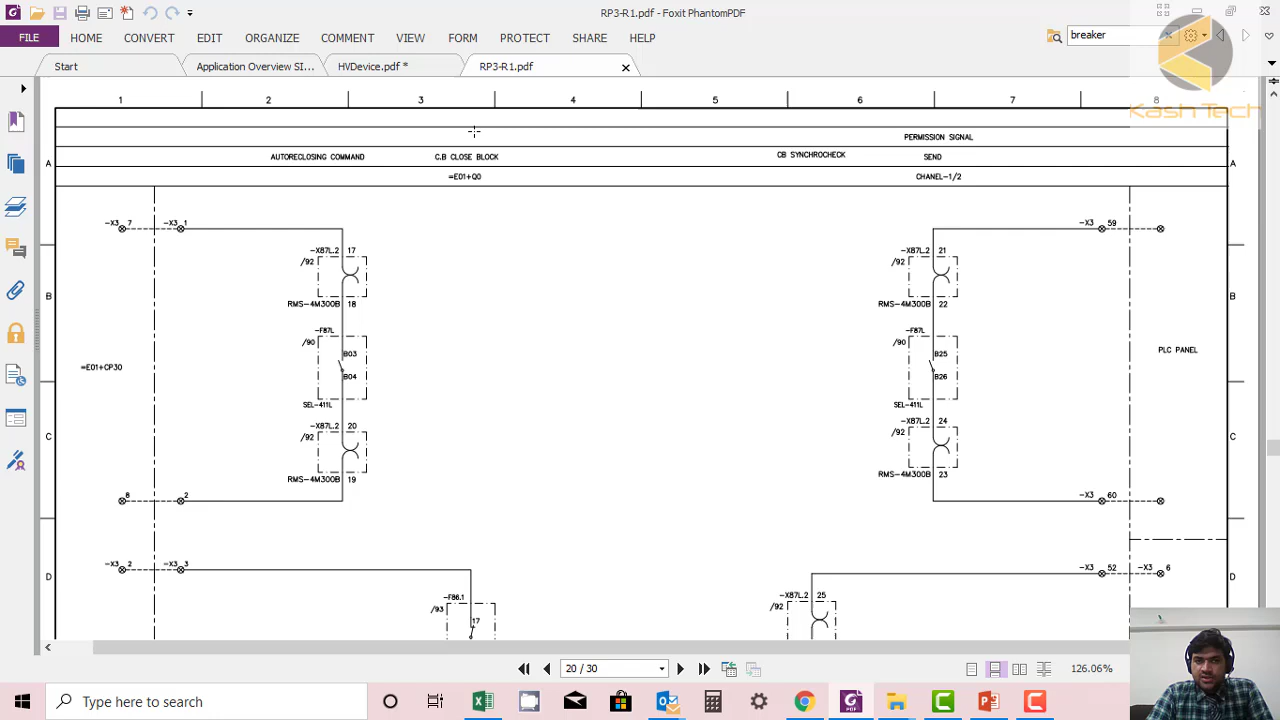 RP3-R1.pdf - Foxit PhantomPDF
FILE HOME CONVERT EDIT ORGANIZE COMMENT VIEW FORM PROTECT SHARE HELP
breaker
Start
Application Overview SI...
HVDevice.pdf *
RP3-R1.pdf
Kash Tech
1 2 3 4 5 6 7 8
PERMISSION SIGNAL
A AUTORECLOSING COMMAND C.B CLOSE BLOCK CB SYNCHROCHECK SEND A
=E01+Q0 CHANEL-1/2
-X3 7 -X3 1 -X3 59
-X87L.2 17 -X87L.2 21
/92 /92
B B
RMS-4M300B 18 RMS-4M300B 22
-F87L -F87L
/90 /90
B03 B25
PLC PANEL
=E01+CP30
B04 B26
SEL-411L SEL-411L
-X87L.2 20 -X87L.2 24
C /92 /92 C
RMS-4M300B 19 RMS-4M300B 23
8 2 -X3 60
-X3 2 -X3 3 -X3 52 -X3 6
D D
-F86.1 -X87L.2 25
/93 /92
17
20 / 30
126.06%
Type here to search
PDF